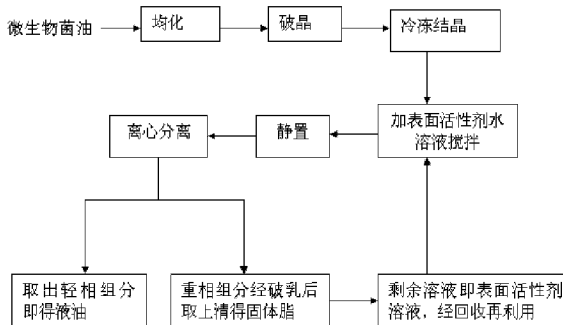 微生物菌油
均化
破晶
冷冻结晶
离心分离
静置
加表面活性剂水
溶液搅拌
取出轻相组分
即得液油
重相组分经破乳后
取上清得固体脂
剩余溶液即表面活性剂
溶液，经回收再利用